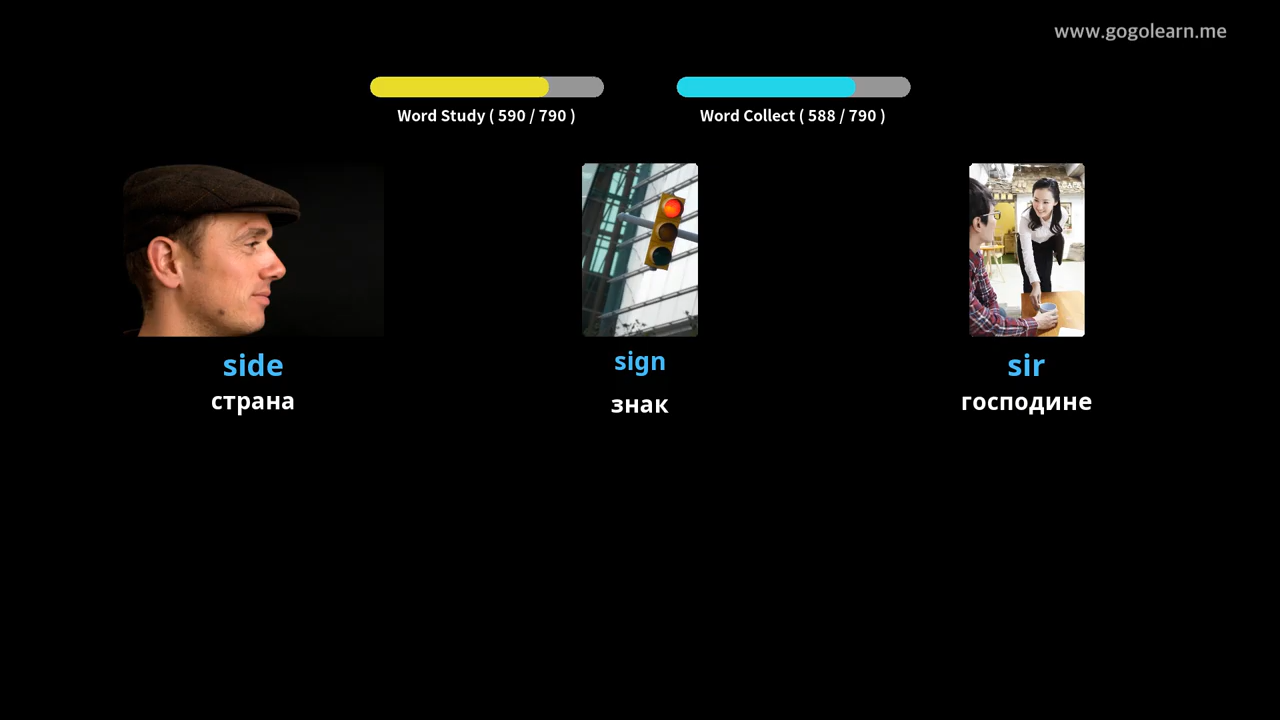 www.gogolearn.me
Word Study ( 590 / 790 )
Word Collect ( 588 / 790 )
side
sign
sir
страна
знак
господине